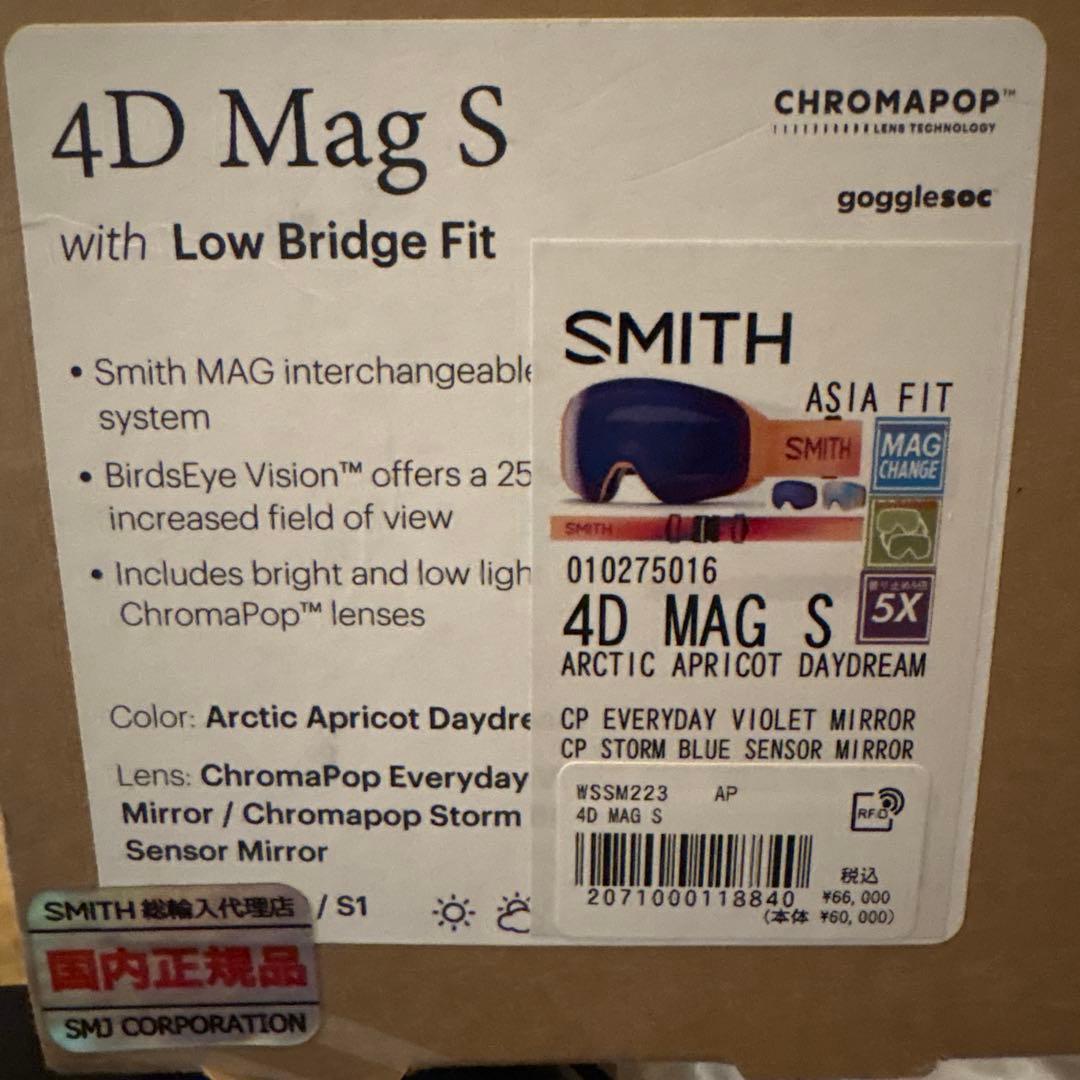 4D Mag S
with Low Bridge Fit
CHROMAPOP™
LENS TECHNOLOGY
gogglesoc
• Smith MAG interchangeable
system
• BirdsEye Vision™ offers a 25
increased field of view
• Includes bright and low ligh
ChromaPop™ lenses
Color: Arctic Apricot Daydre
Lens: ChromaPop Everyday
Mirror / Chromapop Storm
Sensor Mirror
/ S1
SMITH
ASIA FIT
SMITH
MAG
CHANGE
SMITH
5X
010275016
4D MAG S
ARCTIC APRICOT DAYDREAM
CP EVERYDAY VIOLET MIRROR
CP STORM BLUE SENSOR MIRROR
WSSM223 AP
4D MAG S
RFID
2071000118840
税込
¥66,000
(本体 ¥60,000)
SMITH 総輸入代理店
国内正規品
SMJ CORPORATION